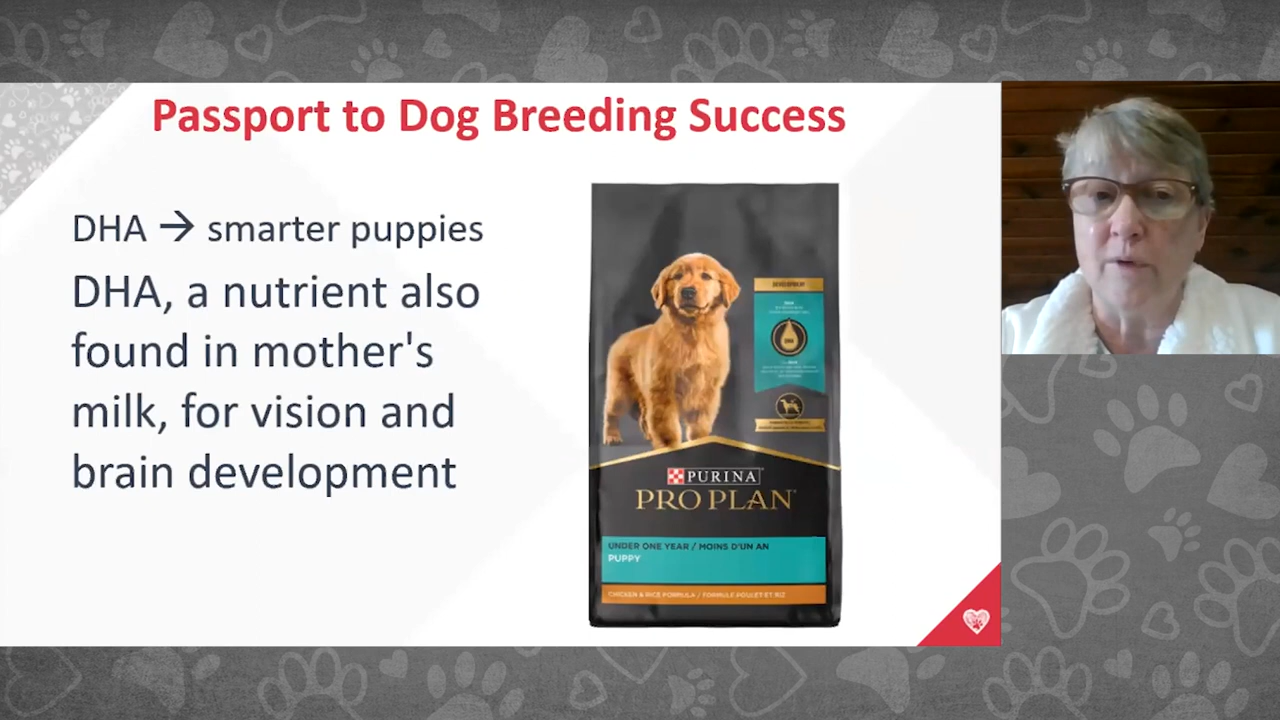 Passport to Dog Breeding Success
DHA → smarter puppies
DHA, a nutrient also
found in mother's
milk, for vision and
brain development
DEVELOPMENT
DHA
PURINA
PRO PLAN
UNDER ONE YEAR / MOINS D'UN AN
PUPPY
CHICKEN & RICE FORMULA / FORMULE POULET ET RIZ